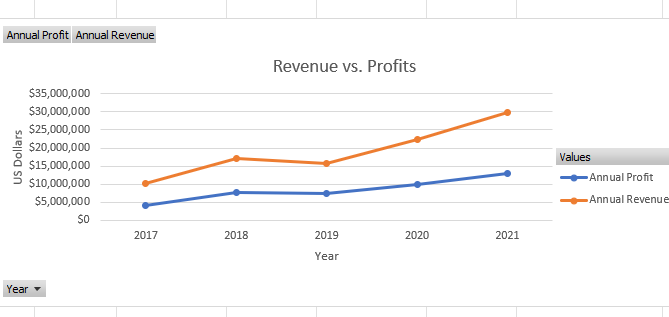 Annual Profit Annual Revenue
Revenue vs. Profits
$35,000,000
$30,000,000
$25,000,000
$20,000,000
$15,000,000
$10,000,000
$5,000,000
$0
US Dollars
2017 2018 2019 2020 2021
Year
Values
Annual Profit
Annual Revenue
Year